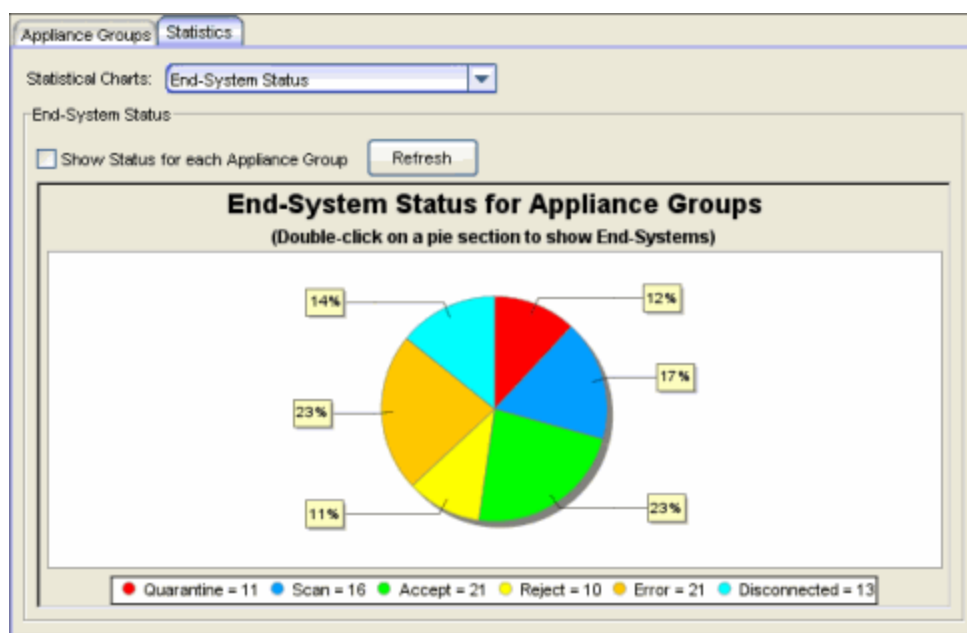 Appliance Groups Statistics
Statistical Charts: End-System Status
End-System Status
Show Status for each Appliance Group Refresh
End-System Status for Appliance Groups
(Double-click on a pie section to show End-Systems)
14% 12%
17%
23%
11% 23%
Quarantine = 11 Scan = 16 Accept = 21 Reject = 10 Error = 21 Disconnected = 13